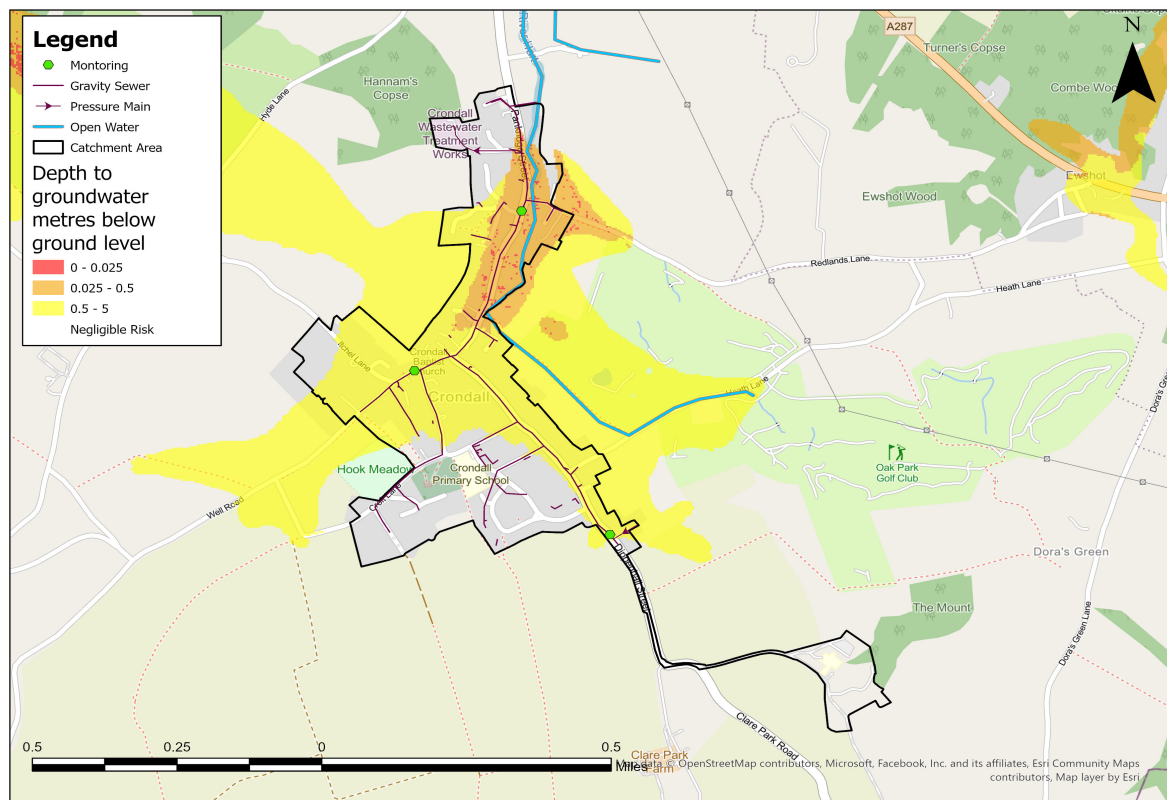 Legend
Montoring
Gravity Sewer
Pressure Main
Open Water
Catchment Area
Depth to
groundwater
metres below
ground level
0 - 0.025
0.025 - 0.5
0.5 - 5
Negligible Risk
N
A287
Turner's Copse
Combe Wood
Hannam's
Copse
Hyde Lane
Crondall
Wastewater
Treatment
Works
Ewshot
Ewshot Wood
Redlands Lane
Heath Lane
Itchel Lane
Crondall
Baptist
Church
Crondall
Heath Lane
Hook Meadow
Crondall
Primary School
Croft Lane
Well Road
Oak Park
Golf Club
Dora's Green
The Mount
Dora's Green Lane
Clare Park Road
Clare Park
Farm
0.5
0.25
0
0.5
Miles
Map data © OpenStreetMap contributors, Microsoft, Facebook, Inc. and its affiliates, Esri Community Maps
contributors, Map layer by Esri